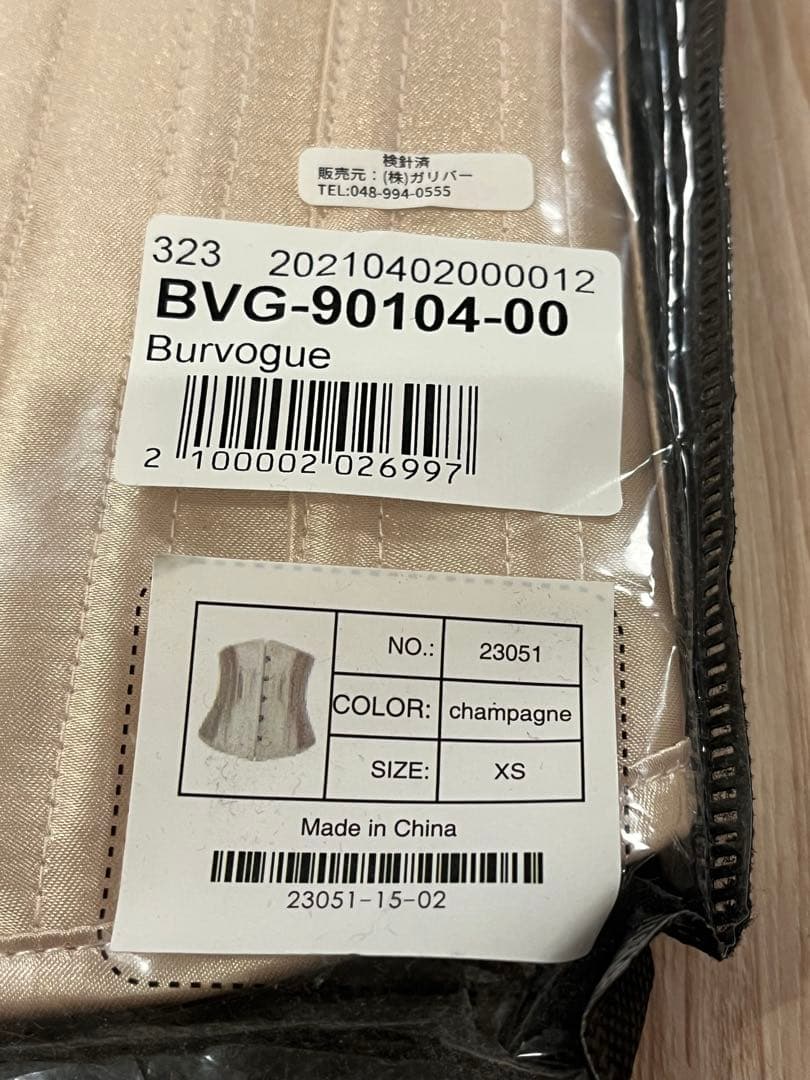 検針済
販売元：(株)ガリバー
TEL:048-994-0555
323 20210402000012
BVG-90104-00
Burvogue
2 100002 026997
NO.: 23051
COLOR: champagne
SIZE: XS
Made in China
23051-15-02